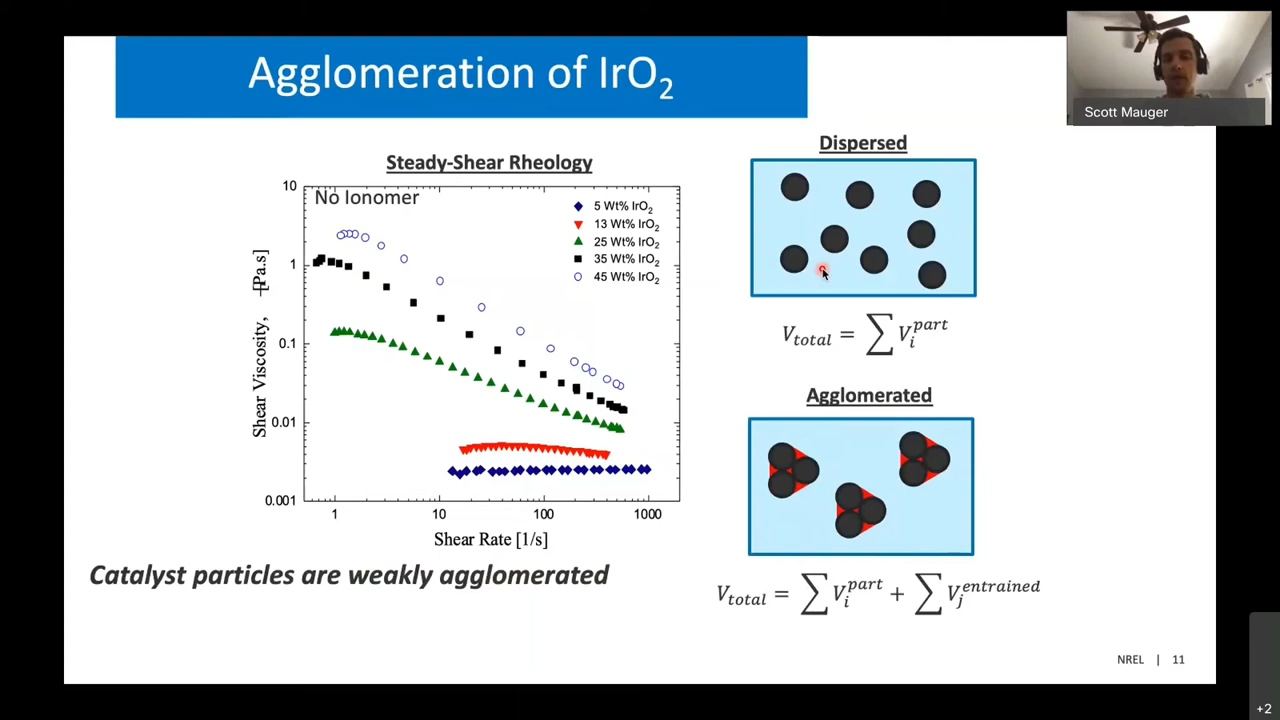 Agglomeration of IrO₂
Scott Mauger
Steady-Shear Rheology
No Ionomer
5 Wt% IrO₂
13 Wt% IrO₂
25 Wt% IrO₂
35 Wt% IrO₂
45 Wt% IrO₂
10
1
0.1
0.01
0.001
Shear Viscosity, [Pa.s]
1 10 100 1000
Shear Rate [1/s]
Catalyst particles are weakly agglomerated
Dispersed
V_total = ∑ V_i^part
Agglomerated
V_total = ∑ V_i^part + ∑ V_j^entrained
NREL | 11
+2